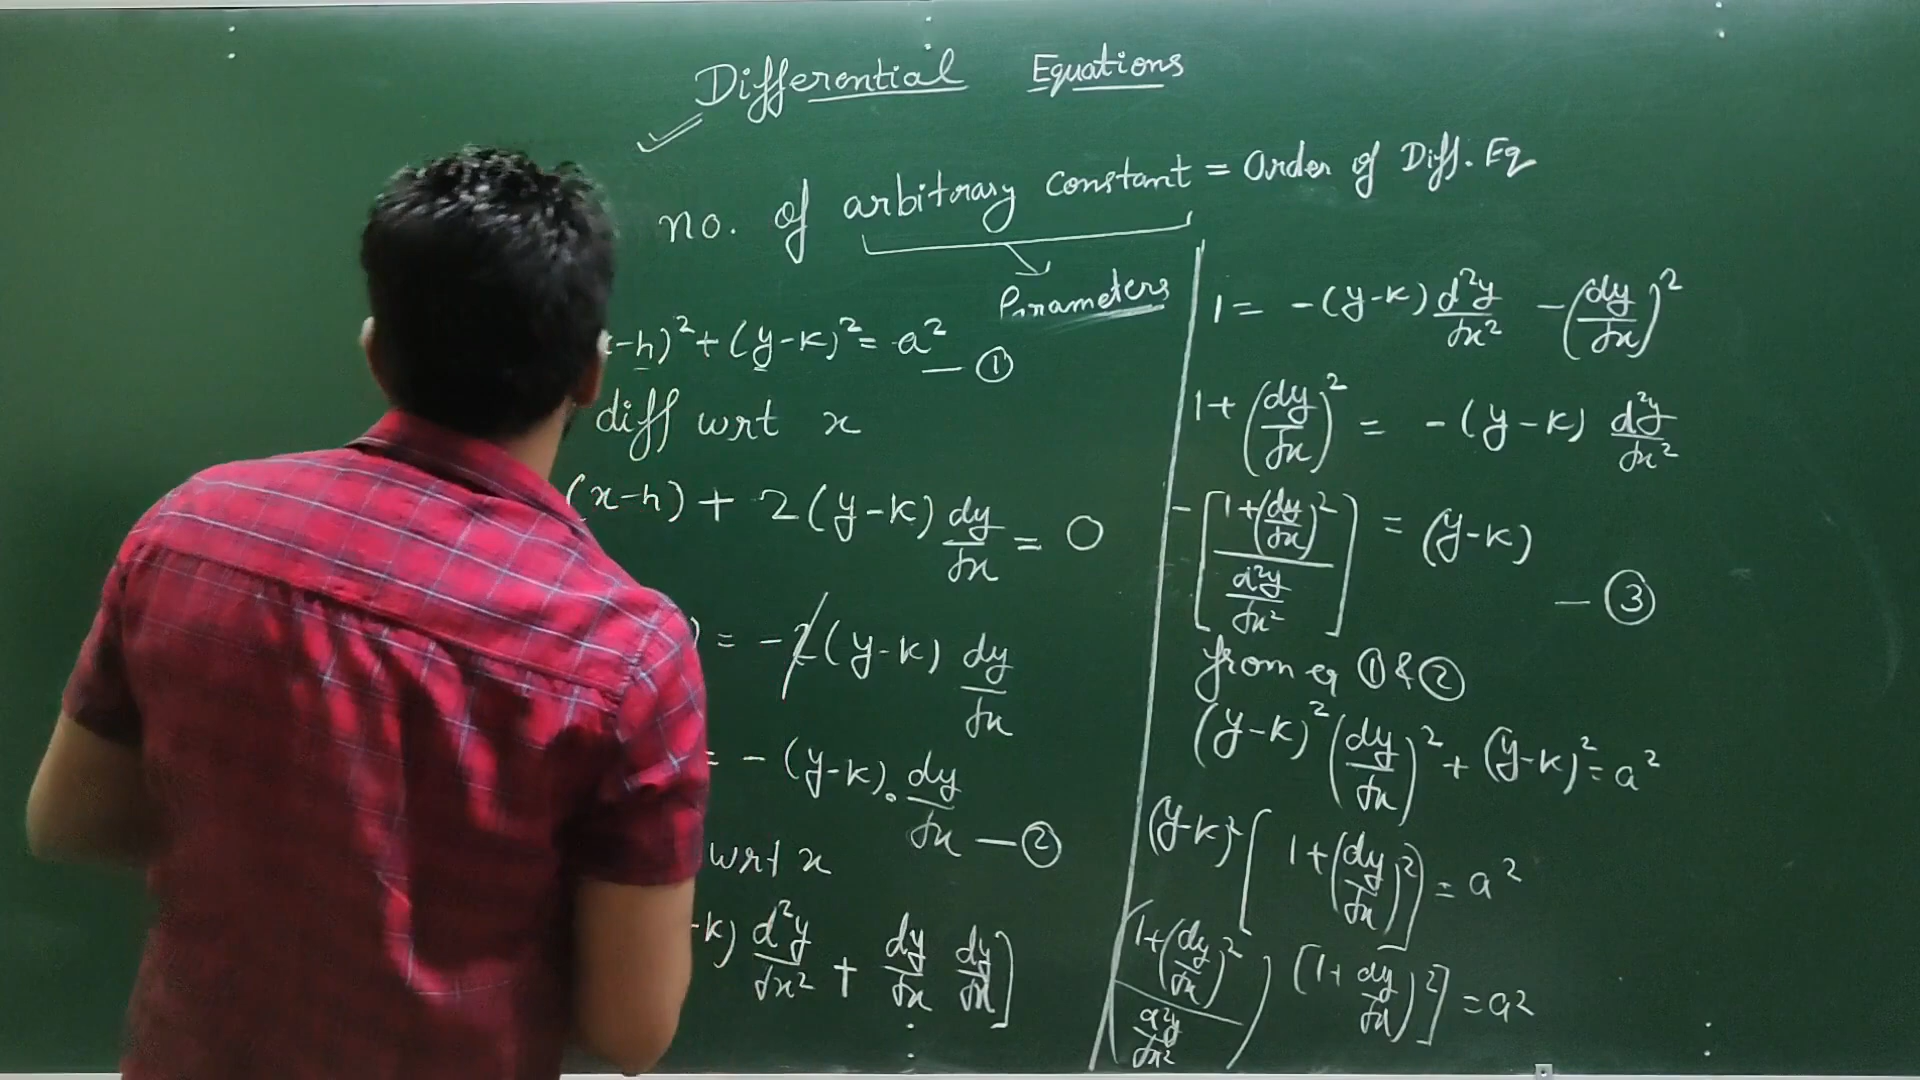 Differential Equations
no. of arbitrary constant = Order of Diff. Eq
Parameters
-h)² + (y-k)² = a² — ①
diff wrt x
(x-h) + 2(y-k) dy/dx = 0
) = -2(y-k) dy/dx
= -(y-k). dy/dx — ②
wrt x
-k) d²y/dx² + dy/dx dy/dx]
1 = -(y-k) d²y/dx² - (dy/dx)²
1 + (dy/dx)² = -(y-k) d²y/dx²
-[1+(dy/dx)² / d²y/dx²] = (y-k) — ③
from eq ① & ②
(y-k)² (dy/dx)² + (y-k)² = a²
(y-k)² [1+(dy/dx)²] = a²
(1+(dy/dx)² / d²y/dx²) [1+ dy/dx)²] = a²